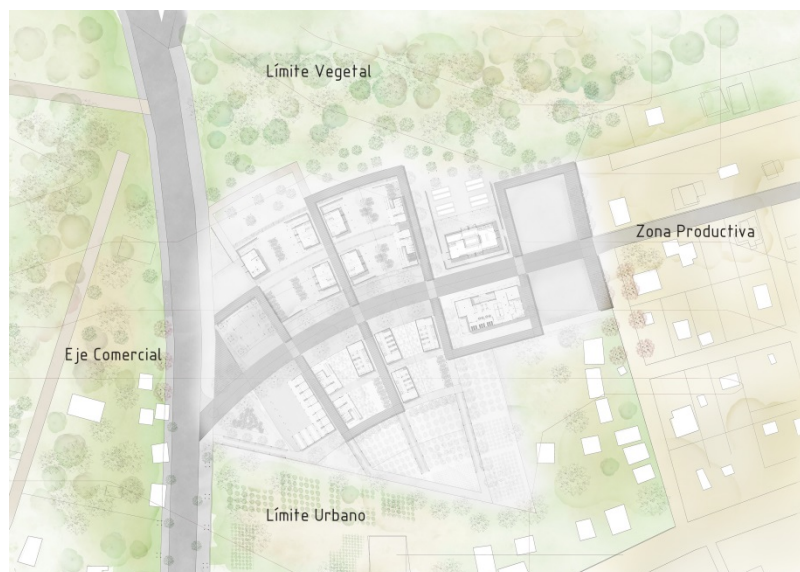 Límite Vegetal
Zona Productiva
Eje Comercial
Límite Urbano